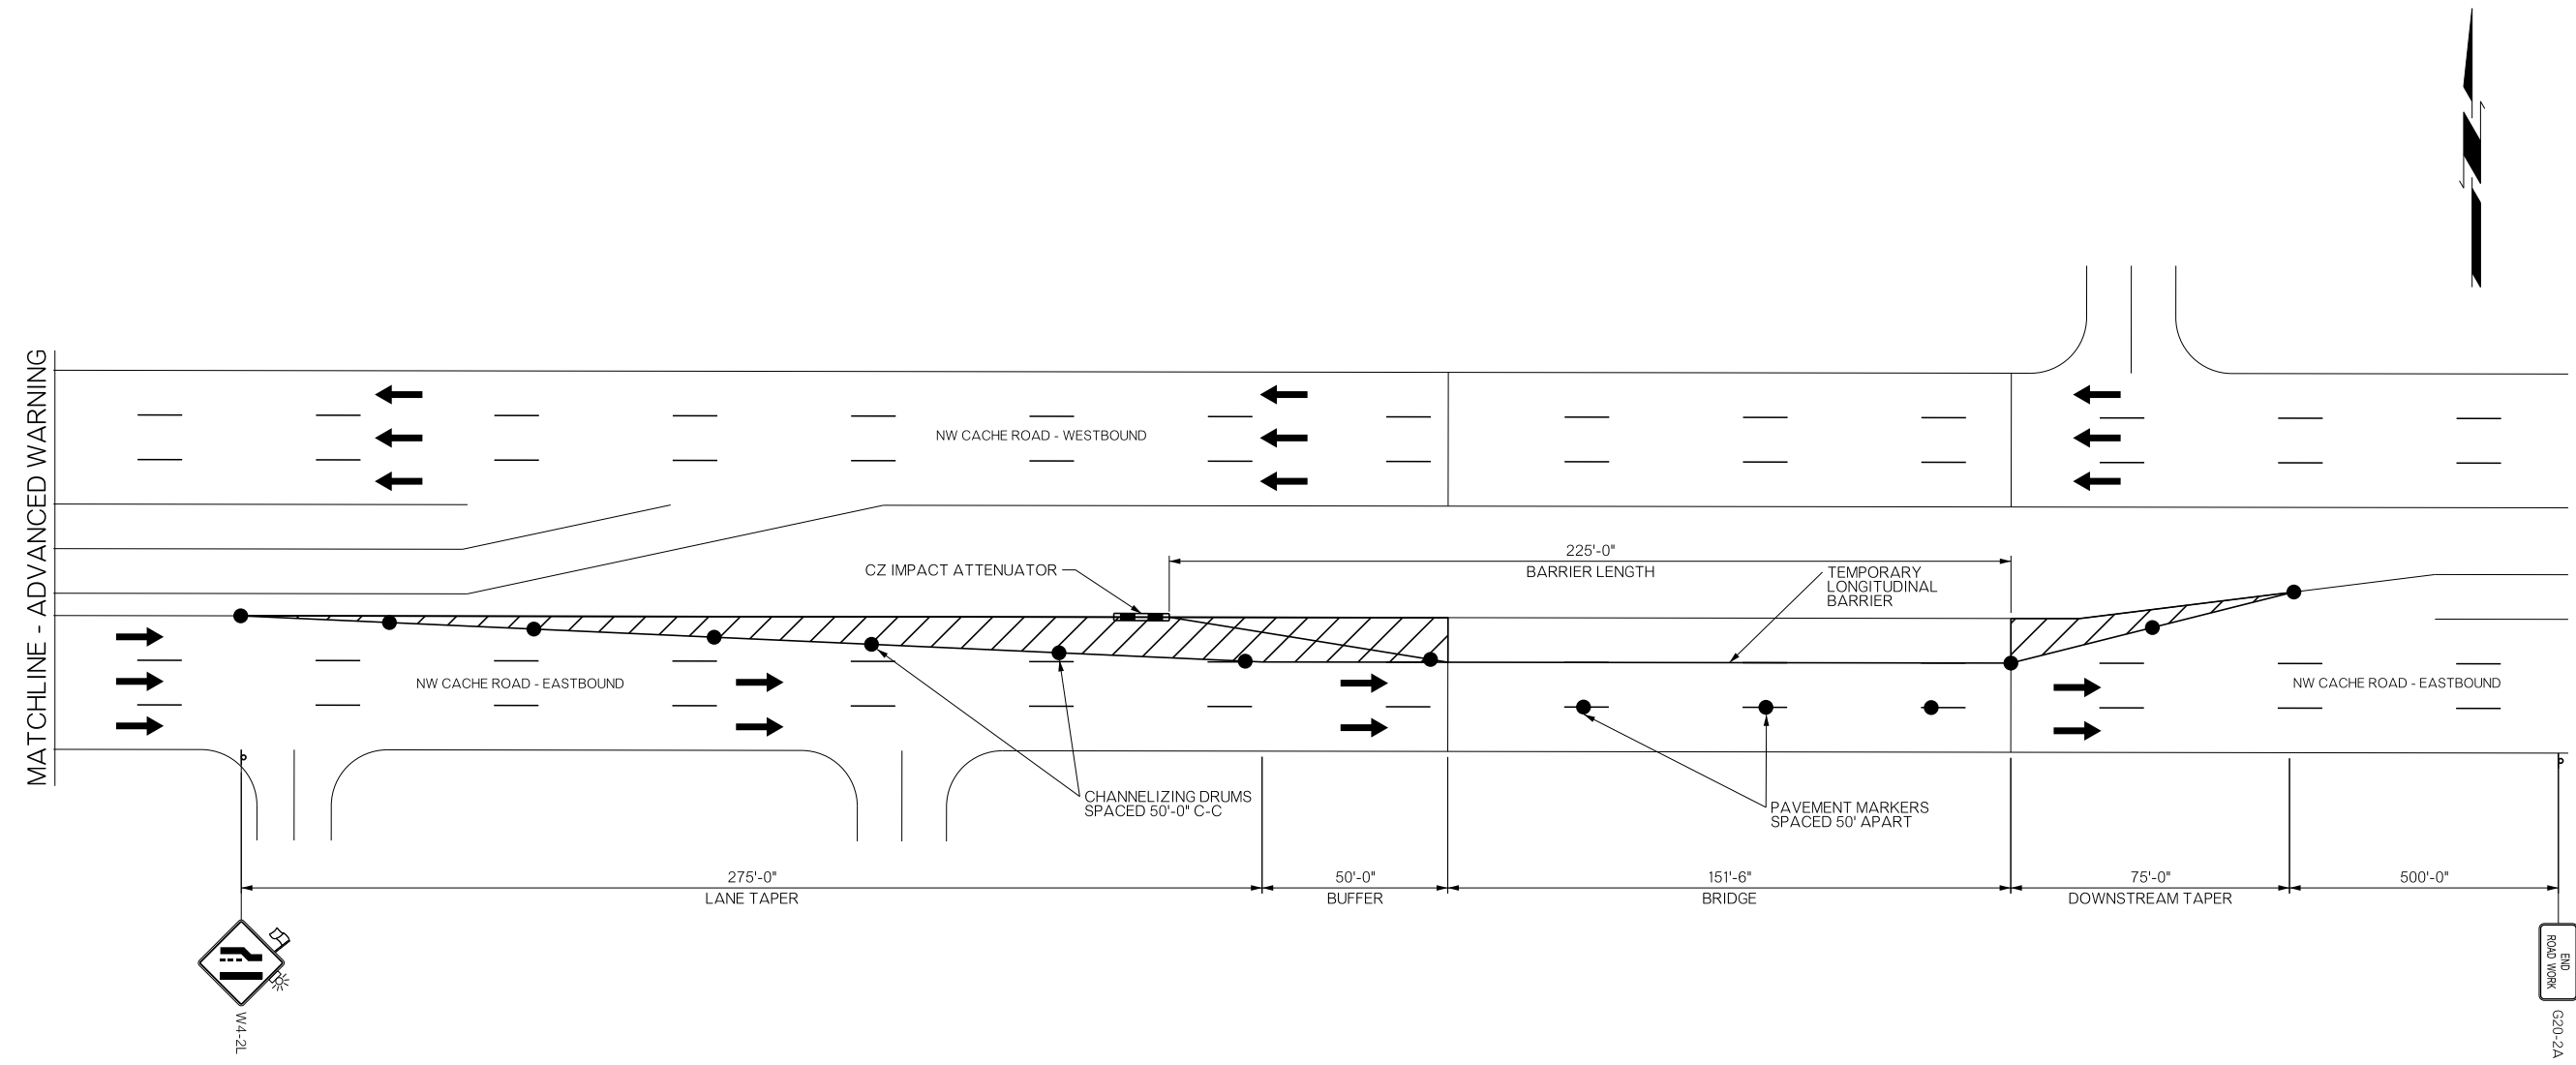 MATCHLINE - ADVANCED WARNING
NW CACHE ROAD - WESTBOUND
225'-0"
BARRIER LENGTH
CZ IMPACT ATTENUATOR
TEMPORARY
LONGITUDINAL
BARRIER
NW CACHE ROAD - EASTBOUND
NW CACHE ROAD - EASTBOUND
CHANNELIZING DRUMS
SPACED 50'-0" C-C
PAVEMENT MARKERS
SPACED 50' APART
275'-0"
LANE TAPER
50'-0"
BUFFER
151'-6"
BRIDGE
75'-0"
DOWNSTREAM TAPER
500'-0"
W4-2L
END
ROAD WORK
G20-2A